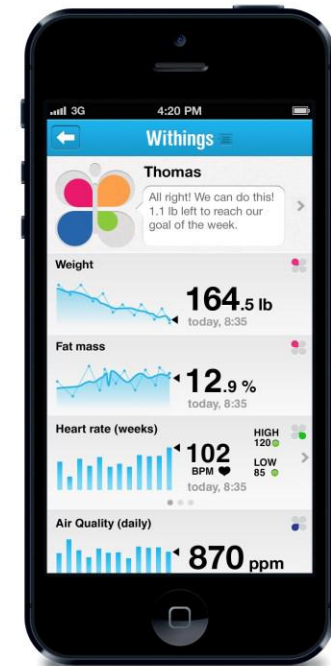 3G 4:20 PM
Withings
Thomas
All right! We can do this!
1.1 lb left to reach our
goal of the week.
Weight
164.5 lb
today, 8:35
Fat mass
12.9 %
today, 8:35
Heart rate (weeks)
102
BPM
today, 8:35
HIGH
120
LOW
85
Air Quality (daily)
870 ppm